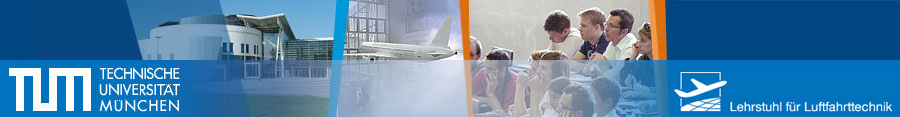 TUM
TECHNISCHE
UNIVERSITÄT
MÜNCHEN
Lehrstuhl für Luftfahrttechnik